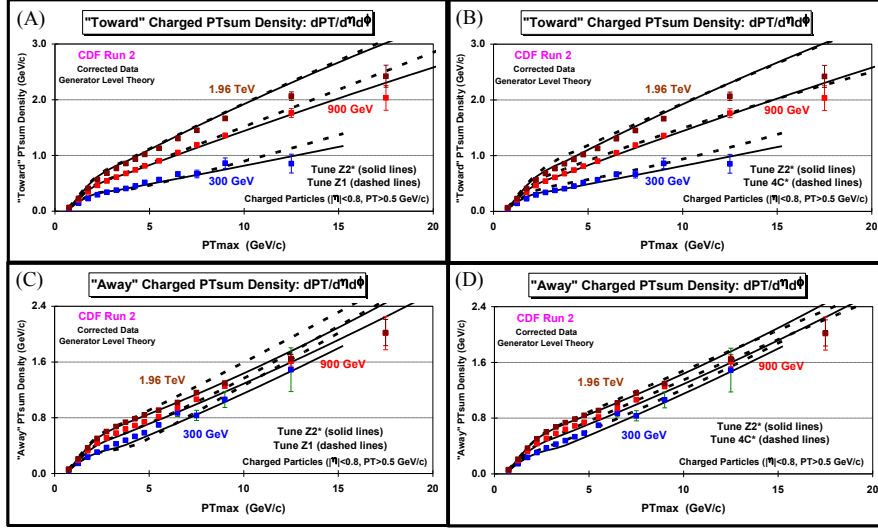 (A)
"Toward" Charged PTsum Density: dPT/dηdφ
3.0
2.0
1.0
0.0
"Toward" PTsum Density (GeV/c)
CDF Run 2
Corrected Data
Generator Level Theory
1.96 TeV
900 GeV
300 GeV
Tune Z2* (solid lines)
Tune Z1 (dashed lines)
Charged Particles (|η|<0.8, PT>0.5 GeV/c)
0 5 10 15 20
PTmax (GeV/c)
(B)
"Toward" Charged PTsum Density: dPT/dηdφ
3.0
2.0
1.0
0.0
"Toward" PTsum Density (GeV/c)
CDF Run 2
Corrected Data
Generator Level Theory
1.96 TeV
900 GeV
300 GeV
Tune Z2* (solid lines)
Tune 4C* (dashed lines)
Charged Particles (|η|<0.8, PT>0.5 GeV/c)
0 5 10 15 20
PTmax (GeV/c)
(C)
"Away" Charged PTsum Density: dPT/dηdφ
2.4
1.6
0.8
0.0
"Away" PTsum Density (GeV/c)
CDF Run 2
Corrected Data
Generator Level Theory
1.96 TeV
900 GeV
300 GeV
Tune Z2* (solid lines)
Tune Z1 (dashed lines)
Charged Particles (|η|<0.8, PT>0.5 GeV/c)
0 5 10 15 20
PTmax (GeV/c)
(D)
"Away" Charged PTsum Density: dPT/dηdφ
2.4
1.6
0.8
0.0
"Away" PTsum Density (GeV/c)
CDF Run 2
Corrected Data
Generator Level Theory
1.96 TeV
900 GeV
300 GeV
Tune Z2* (solid lines)
Tune 4C* (dashed lines)
Charged Particles (|η|<0.8, PT>0.5 GeV/c)
0 5 10 15 20
PTmax (GeV/c)